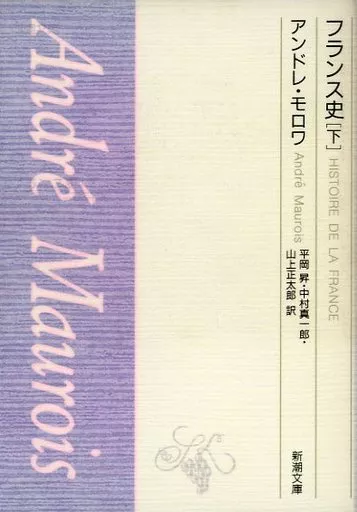 フランス史[下] HISTOIRE DE LA FRANCE
アンドレ・モロワ André Maurois
平岡 昇・中村真一郎・
山上正太郎 訳
新潮文庫
André Maurois